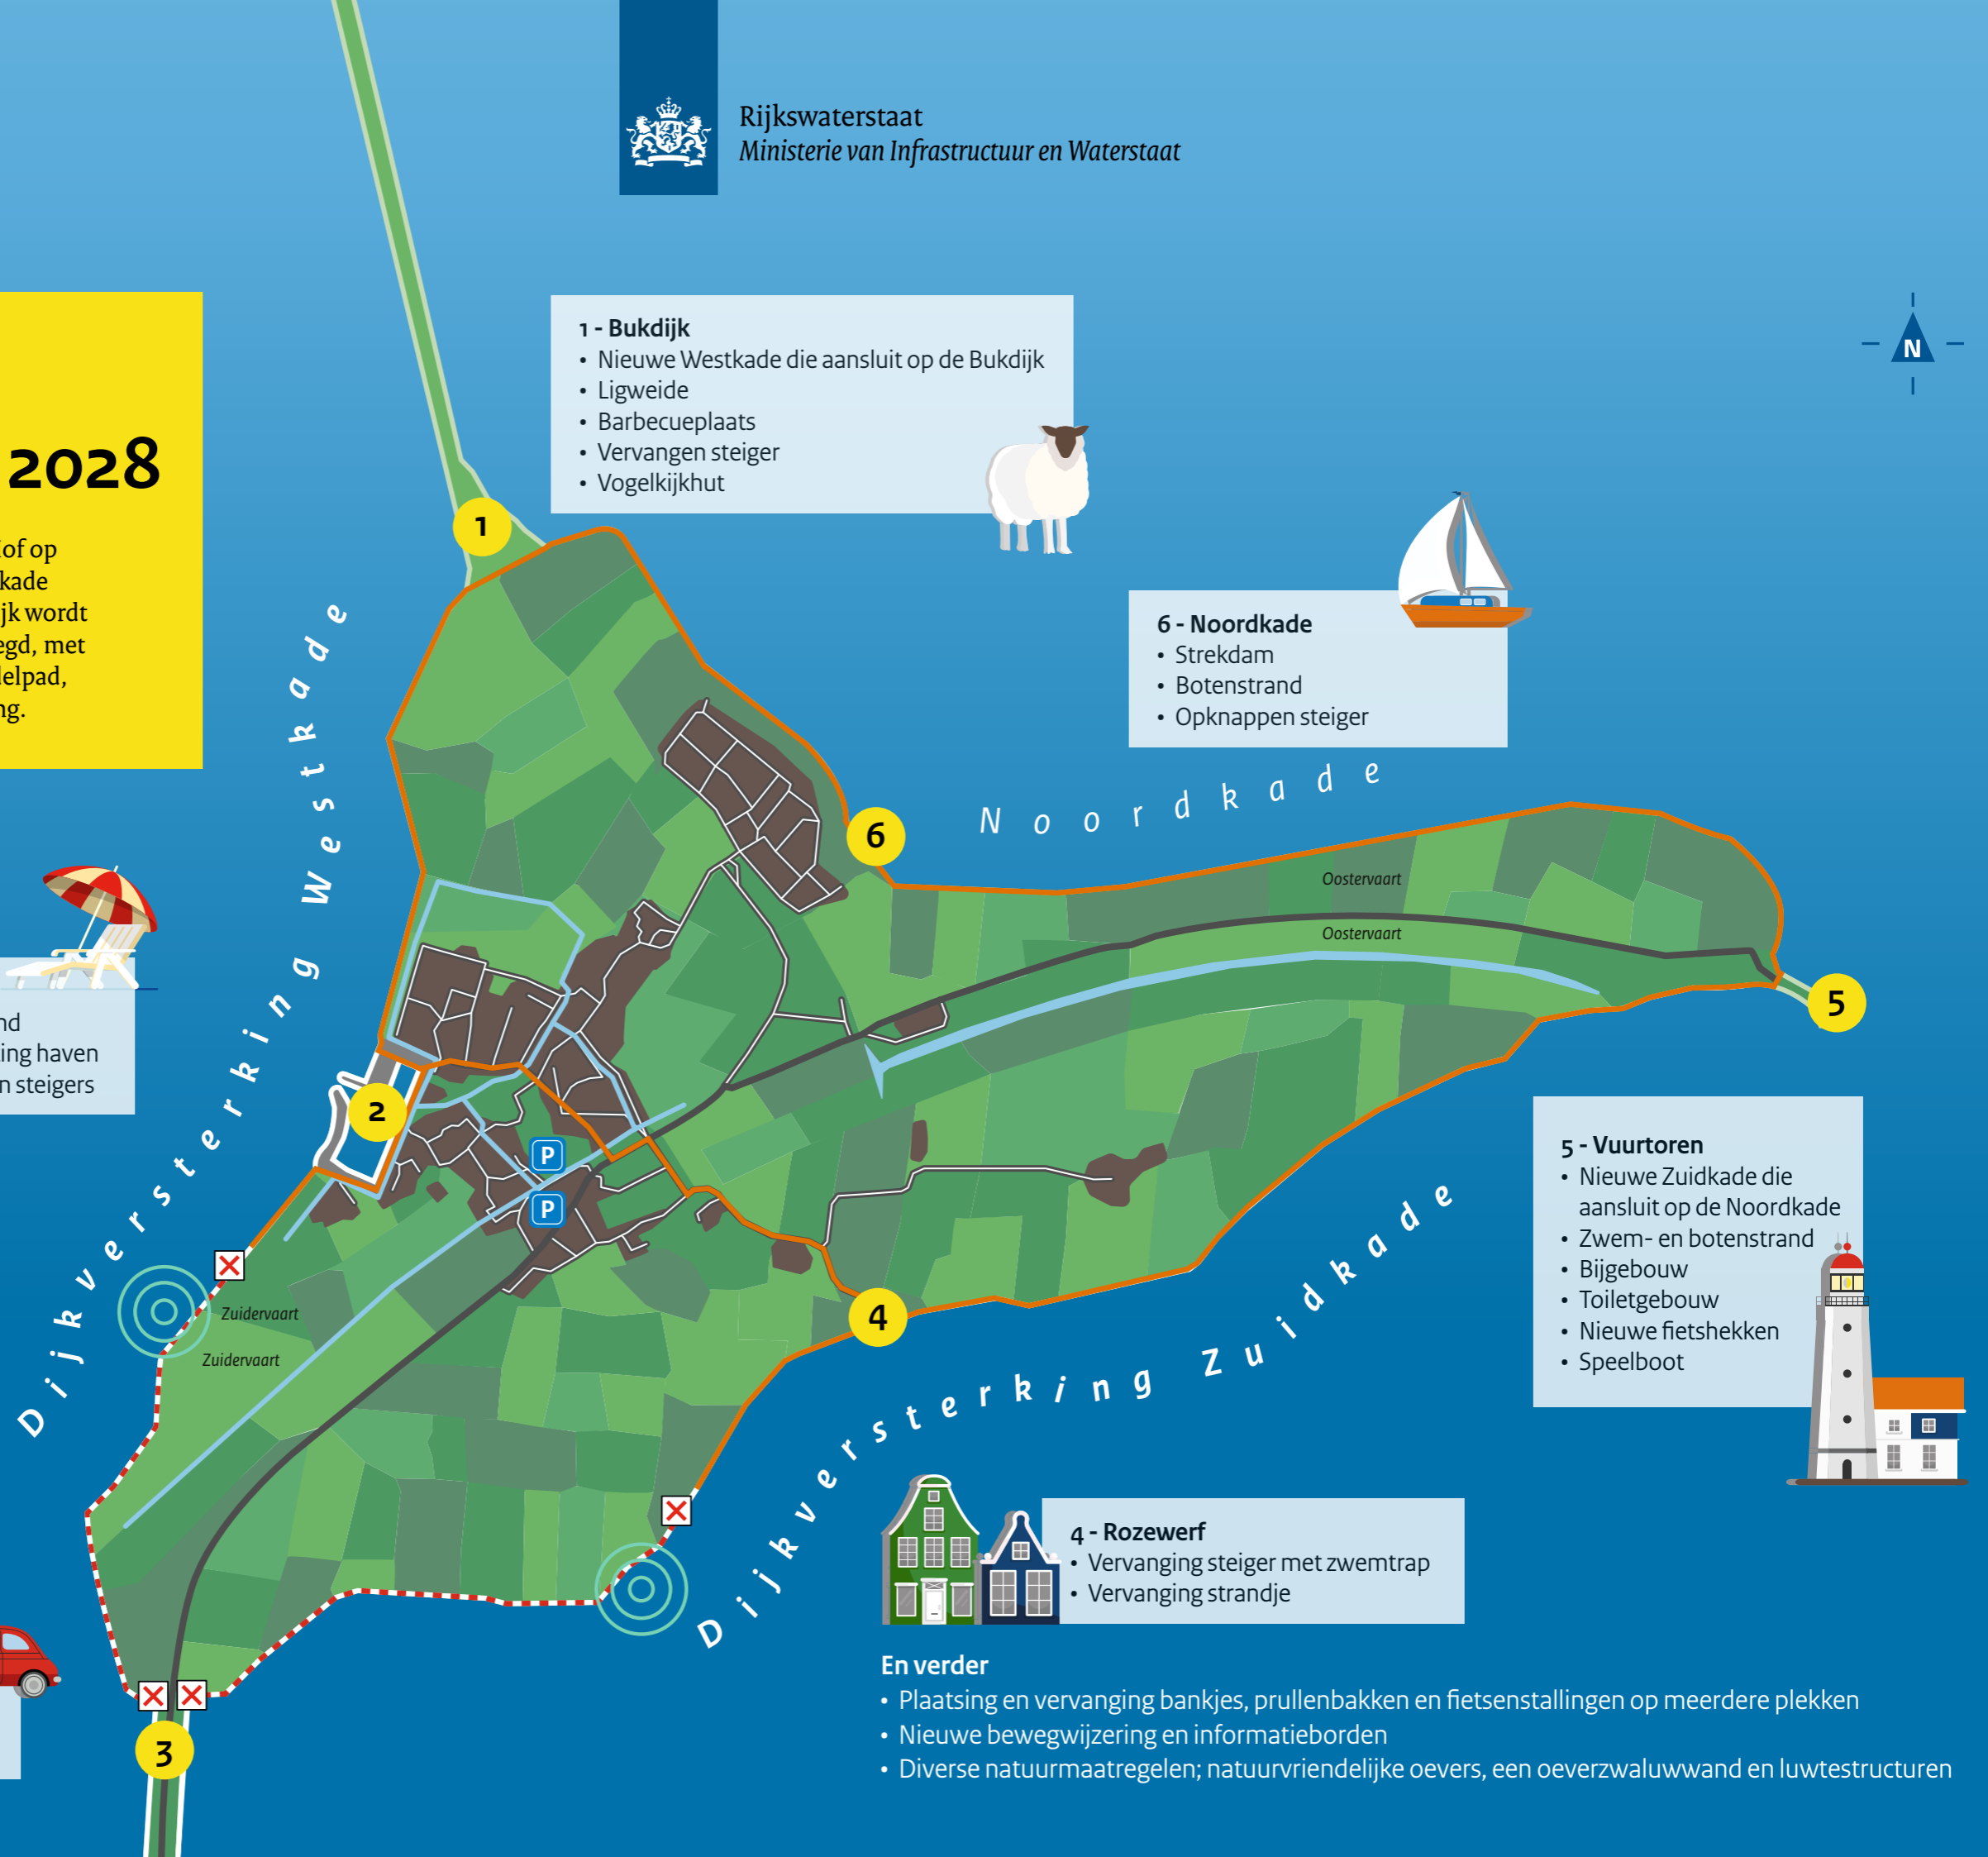 Rijkswaterstaat
Ministerie van Infrastructuur en Waterstaat
2028
op
kade
wordt
met
N
1 - Bukdijk
• Nieuwe Westkade die aansluit op de Bukdijk
• Ligweide
• Barbecueplaats
• Vervangen steiger
• Vogelkijkhut
6 - Noordkade
• Strekdam
• Botenstrand
• Opknappen steiger
1
6
5
2
4
3
Noordkade
Oostervaart
Oostervaart
Dijkversterking Westkade
haven
steigers
P
P
Zuidervaart
Zuidervaart
Dijkversterking Zuidkade
5 - Vuurtoren
• Nieuwe Zuidkade die
aansluit op de Noordkade
• Zwem- en botenstrand
• Bijgebouw
• Toiletgebouw
• Nieuwe fietshekken
• Speelboot
4 - Rozewerf
• Vervanging steiger met zwemtrap
• Vervanging strandje
En verder
• Plaatsing en vervanging bankjes, prullenbakken en fietsenstallingen op meerdere plekken
• Nieuwe bewegwijzering en informatieborden
• Diverse natuurmaatregelen; natuurvriendelijke oevers, een oeverzwaluwwand en luwtestructuren